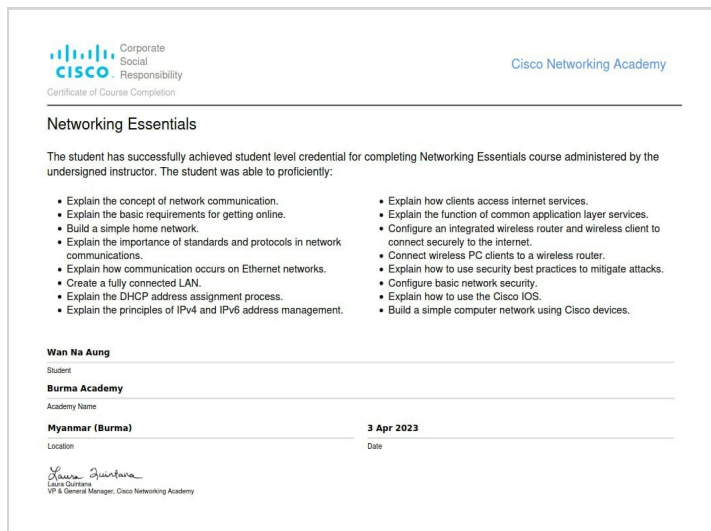 Corporate
Social
CISCO. Responsibility
Cisco Networking Academy
Certificate of Course Completion
Networking Essentials
The student has successfully achieved student level credential for completing Networking Essentials course administered by the
undersigned instructor. The student was able to proficiently:
• Explain the concept of network communication.
• Explain the basic requirements for getting online.
• Build a simple home network.
• Explain the importance of standards and protocols in network
communications.
• Explain how communication occurs on Ethernet networks.
• Create a fully connected LAN.
• Explain the DHCP address assignment process.
• Explain the principles of IPv4 and IPv6 address management.
• Explain how clients access internet services.
• Explain the function of common application layer services.
• Configure an integrated wireless router and wireless client to
connect securely to the internet.
• Connect wireless PC clients to a wireless router.
• Explain how to use security best practices to mitigate attacks.
• Configure basic network security.
• Explain how to use the Cisco IOS.
• Build a simple computer network using Cisco devices.
Wan Na Aung
Student
Burma Academy
Academy Name
Myanmar (Burma)
Location
3 Apr 2023
Date
Laura Quintana
Laura Quintana
VP & General Manager, Cisco Networking Academy